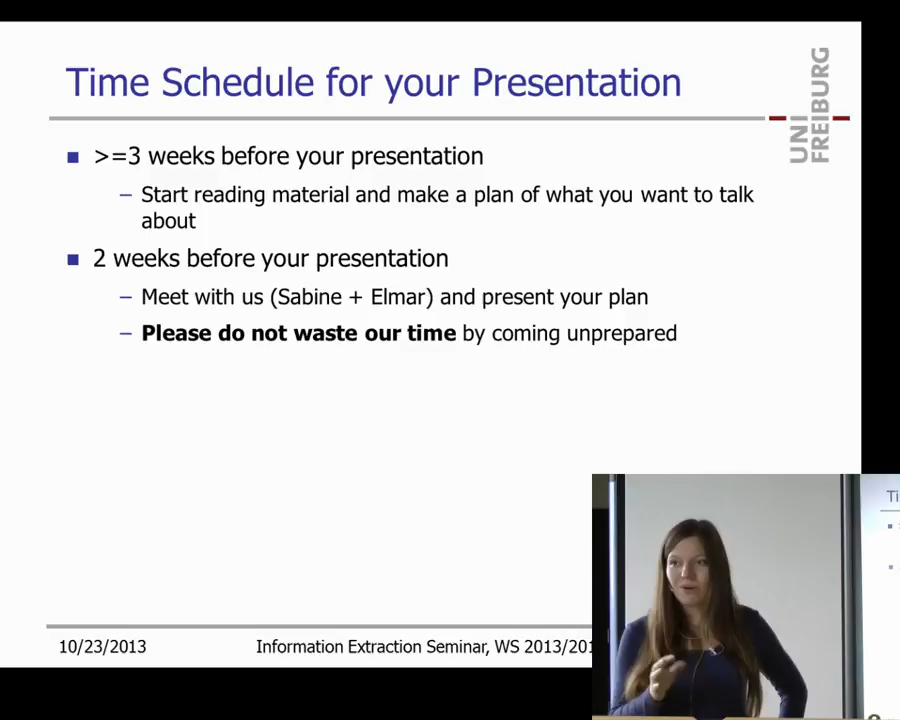 Time Schedule for your Presentation
UNI
FREIBURG
>=3 weeks before your presentation
– Start reading material and make a plan of what you want to talk
about
2 weeks before your presentation
– Meet with us (Sabine + Elmar) and present your plan
– Please do not waste our time by coming unprepared
10/23/2013
Information Extraction Seminar, WS 2013/201
Ti